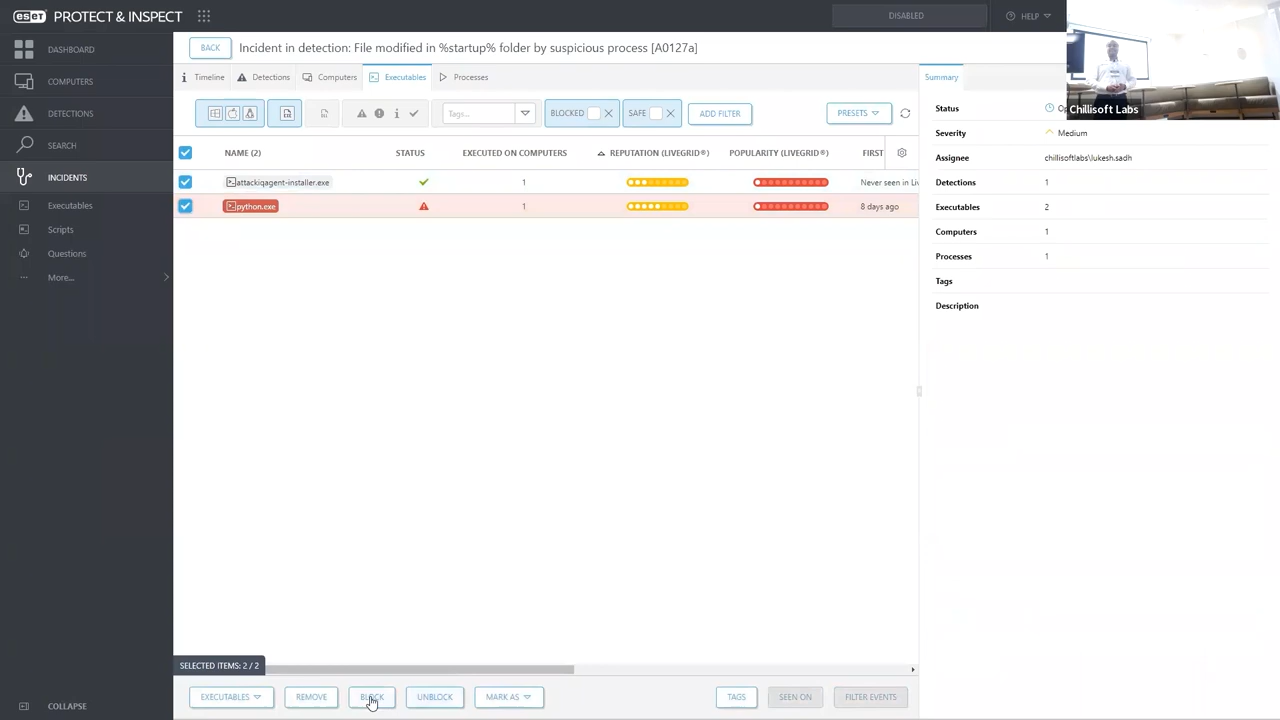 eset PROTECT & INSPECT
DISABLED
HELP
DASHBOARD
COMPUTERS
DETECTIONS
SEARCH
INCIDENTS
Executables
Scripts
Questions
More...
COLLAPSE
BACK
Incident in detection: File modified in %startup% folder by suspicious process [A0127a]
Timeline
Detections
Computers
Executables
Processes
Tags...
BLOCKED
SAFE
ADD FILTER
PRESETS
NAME (2)
STATUS
EXECUTED ON COMPUTERS
REPUTATION (LIVEGRID®)
POPULARITY (LIVEGRID®)
FIRST
attackiqagent-installer.exe
1
Never seen in Liv
python.exe
1
8 days ago
SELECTED ITEMS: 2 / 2
EXECUTABLES
REMOVE
BLOCK
UNBLOCK
MARK AS
TAGS
SEEN ON
FILTER EVENTS
Summary
Status
Severity Medium
Assignee chillisoftlabs\lukesh.sadh
Detections 1
Executables 2
Computers 1
Processes 1
Tags
Description
Chillisoft Labs